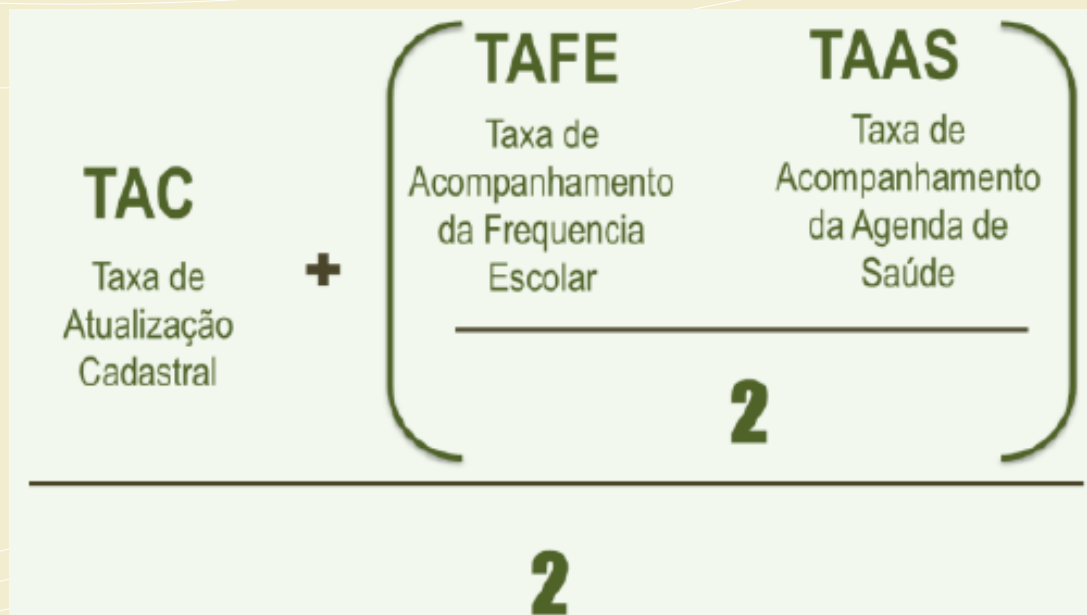 TAC
Taxa de
Atualização
Cadastral
+
TAFE
Taxa de
Acompanhamento
da Frequencia
Escolar
TAAS
Taxa de
Acompanhamento
da Agenda de
Saúde
2
2